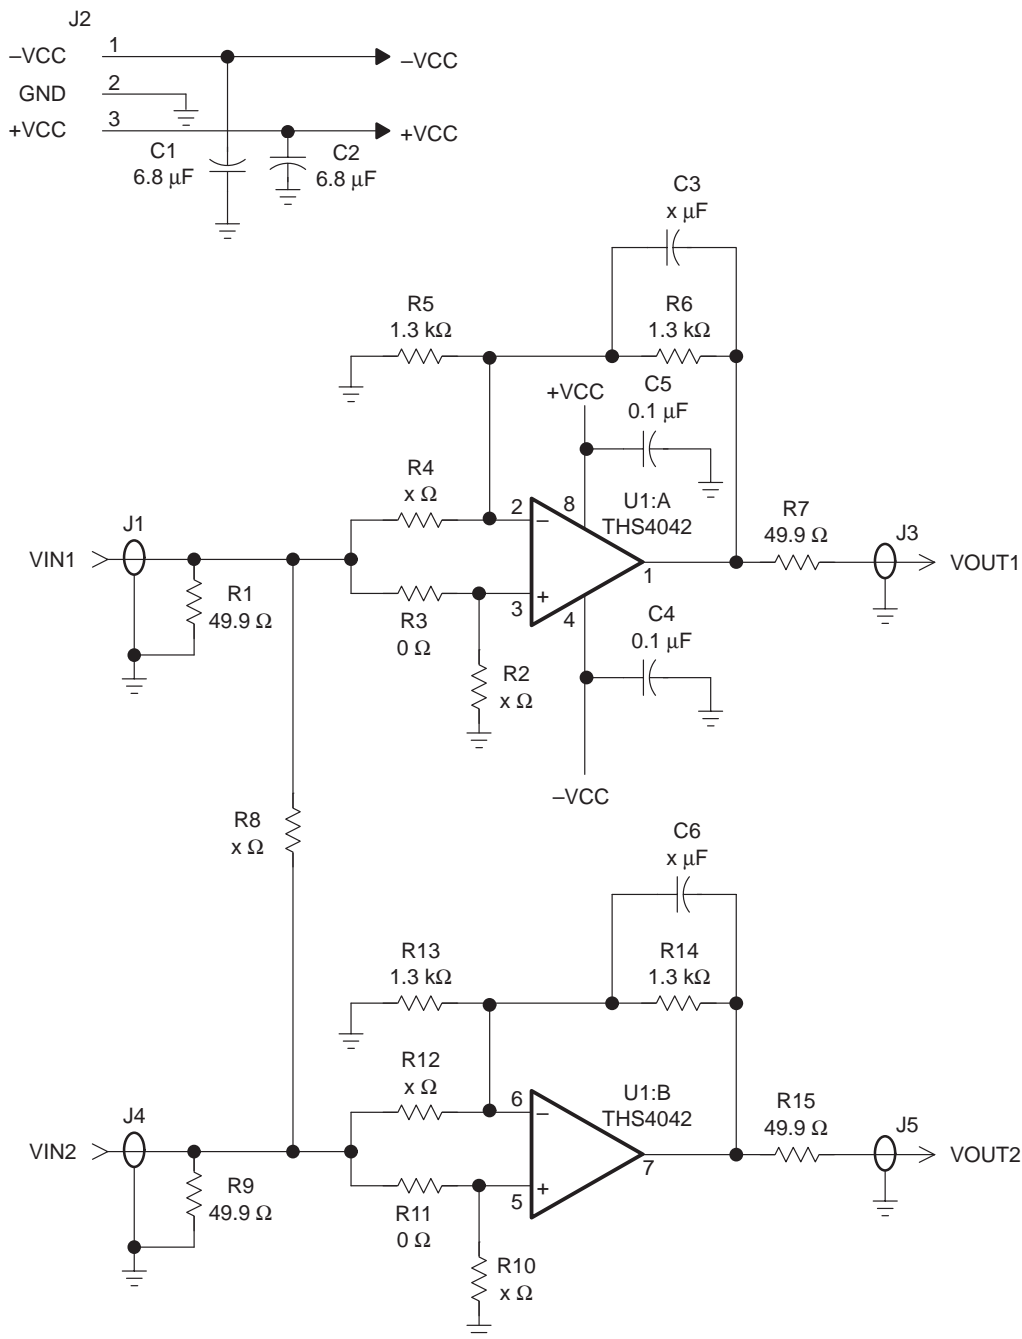 J2
–VCC 1 –VCC
GND 2
+VCC 3 +VCC
C1
6.8 μF
C2
6.8 μF
C3
x μF
R5
1.3 kΩ
R6
1.3 kΩ
+VCC
C5
0.1 μF
R4
x Ω
2
–
8
U1:A
THS4042
R7
49.9 Ω
J1
J3
VIN1
VOUT1
1
R1
49.9 Ω
R3
0 Ω
3
+
4
C4
0.1 μF
R2
x Ω
–VCC
R8
x Ω
C6
x μF
R13
1.3 kΩ
R14
1.3 kΩ
R12
x Ω
6
–
U1:B
THS4042
R15
49.9 Ω
J4
J5
VIN2
VOUT2
7
R9
49.9 Ω
R11
0 Ω
5
+
R10
x Ω